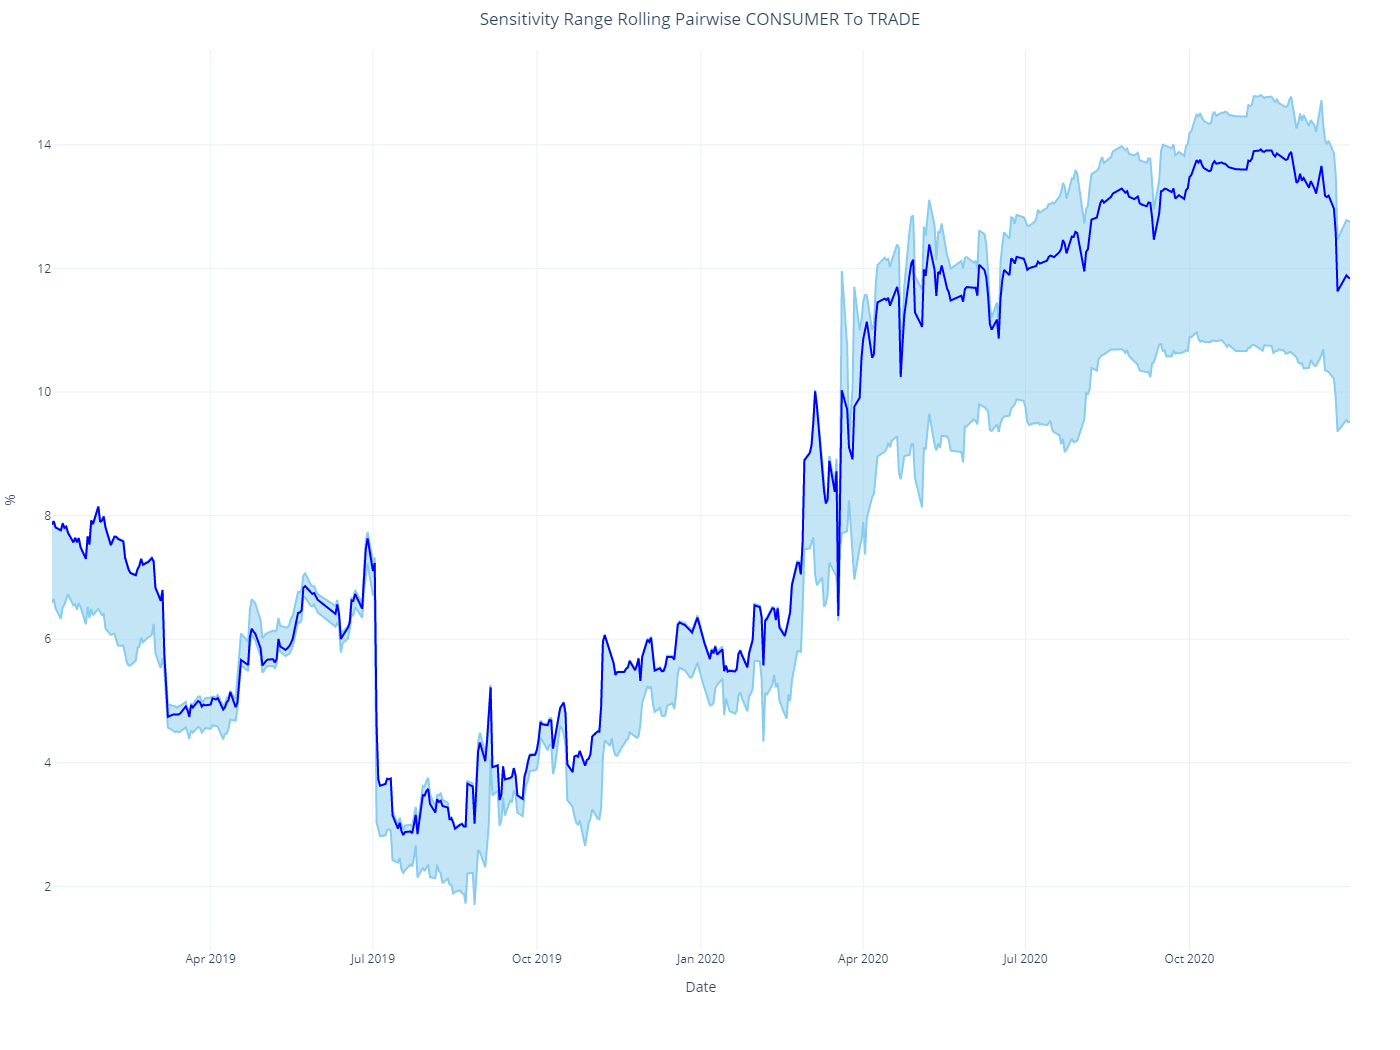 Sensitivity Range Rolling Pairwise CONSUMER To TRADE
14
12
10
8
6
4
2
%
Apr 2019
Jul 2019
Oct 2019
Jan 2020
Apr 2020
Jul 2020
Oct 2020
Date